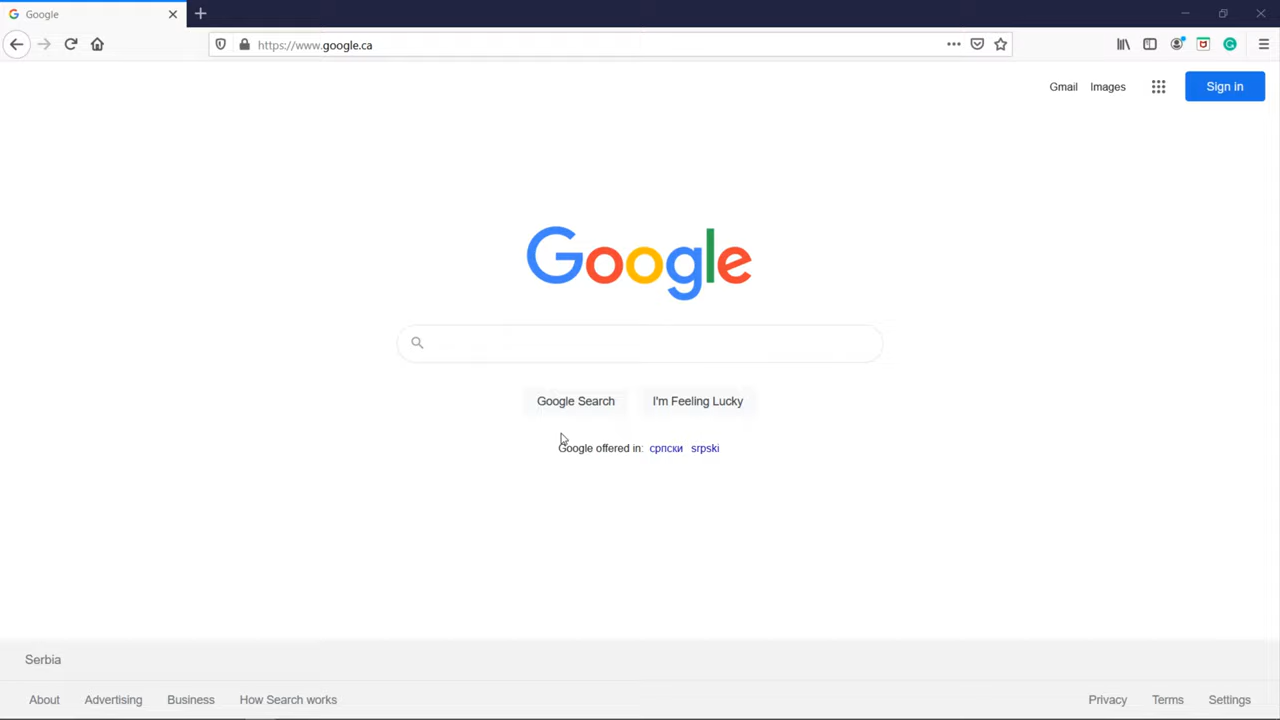 Google
https://www.google.ca
Gmail Images Sign in
Google
Google Search I'm Feeling Lucky
Google offered in: српски srpski
Serbia
About Advertising Business How Search works Privacy Terms Settings